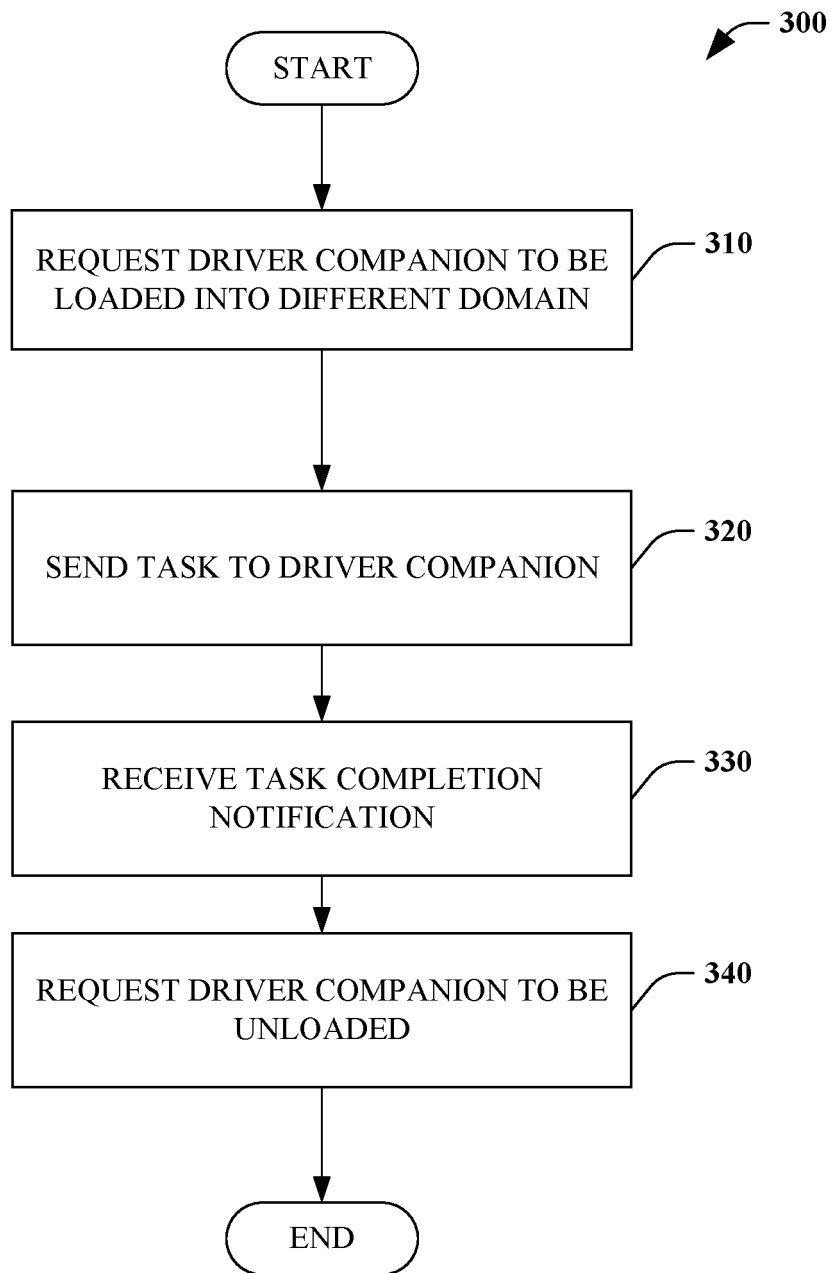 300
START
REQUEST DRIVER COMPANION TO BE
LOADED INTO DIFFERENT DOMAIN
310
SEND TASK TO DRIVER COMPANION
320
RECEIVE TASK COMPLETION
NOTIFICATION
330
REQUEST DRIVER COMPANION TO BE
UNLOADED
340
END